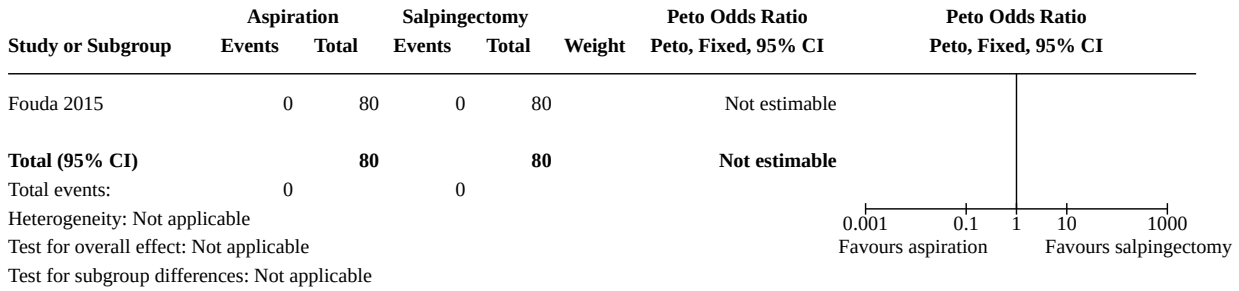 Aspiration Salpingectomy Peto Odds Ratio Peto Odds Ratio
Study or Subgroup Events Total Events Total Weight Peto, Fixed, 95% CI Peto, Fixed, 95% CI
Fouda 2015 0 80 0 80 Not estimable
Total (95% CI) 80 80 Not estimable
Total events: 0 0
Heterogeneity: Not applicable
0.001 0.1 1 10 1000
Test for overall effect: Not applicable Favours aspiration Favours salpingectomy
Test for subgroup differences: Not applicable